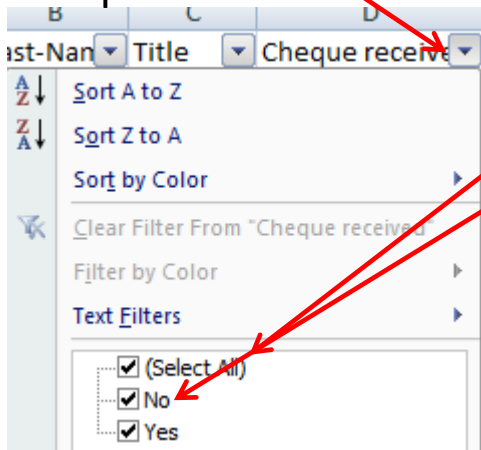 B C D
ast-Nan Title Cheque receive
Sort A to Z
Sort Z to A
Sort by Color
Clear Filter From "Cheque received"
Filter by Color
Text Filters
(Select All)
No
Yes